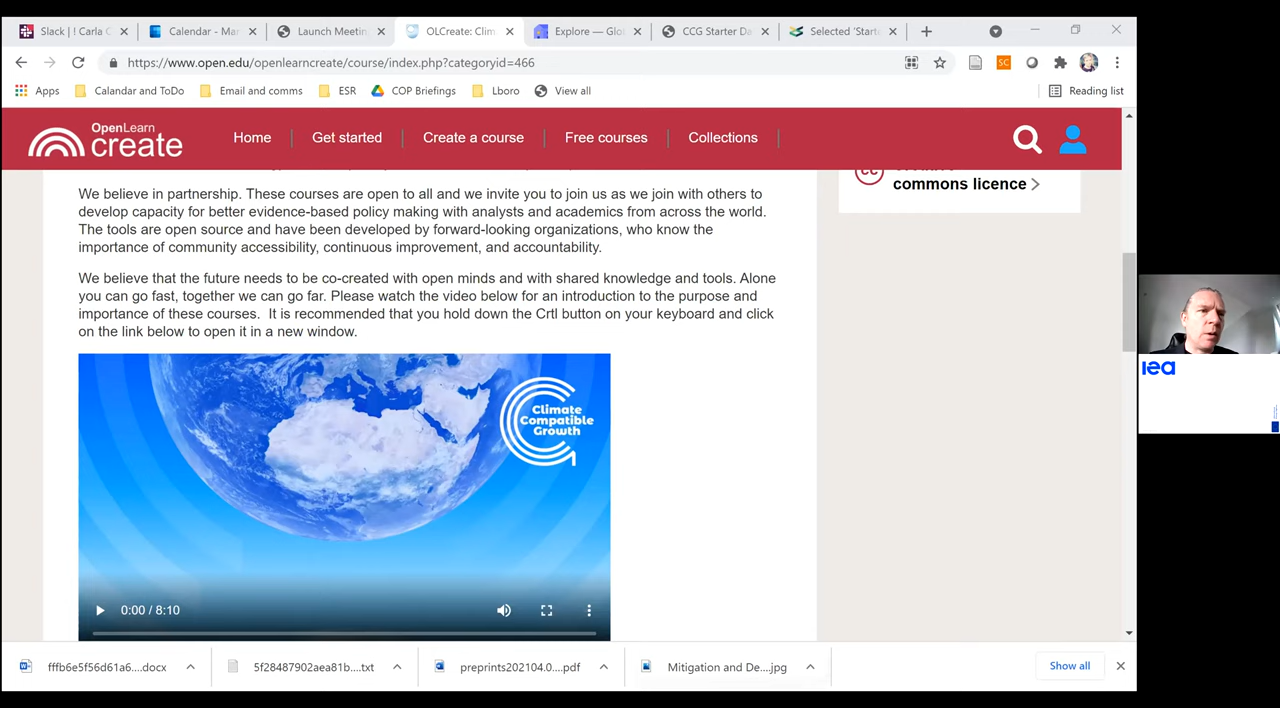 Slack | ! Carla C
Calendar - Mar
Launch Meetin
OLCreate: Clim
Explore — Glo
CCG Starter Da
Selected 'Start
https://www.open.edu/openlearncreate/course/index.php?categoryid=466
SC
Apps
Calandar and ToDo
Email and comms
ESR
COP Briefings
Lboro
View all
Reading list
OpenLearn
create
Home
Get started
Create a course
Free courses
Collections
commons licence
We believe in partnership. These courses are open to all and we invite you to join us as we join with others to
develop capacity for better evidence-based policy making with analysts and academics from across the world.
The tools are open source and have been developed by forward-looking organizations, who know the
importance of community accessibility, continuous improvement, and accountability.
We believe that the future needs to be co-created with open minds and with shared knowledge and tools. Alone
you can go fast, together we can go far. Please watch the video below for an introduction to the purpose and
importance of these courses.  It is recommended that you hold down the Crtl button on your keyboard and click
on the link below to open it in a new window.
Climate
Compatible
Growth
0:00 / 8:10
iea
fffb6e5f56d61a6....docx
5f28487902aea81b....txt
preprints202104.0....pdf
Mitigation and De....jpg
Show all